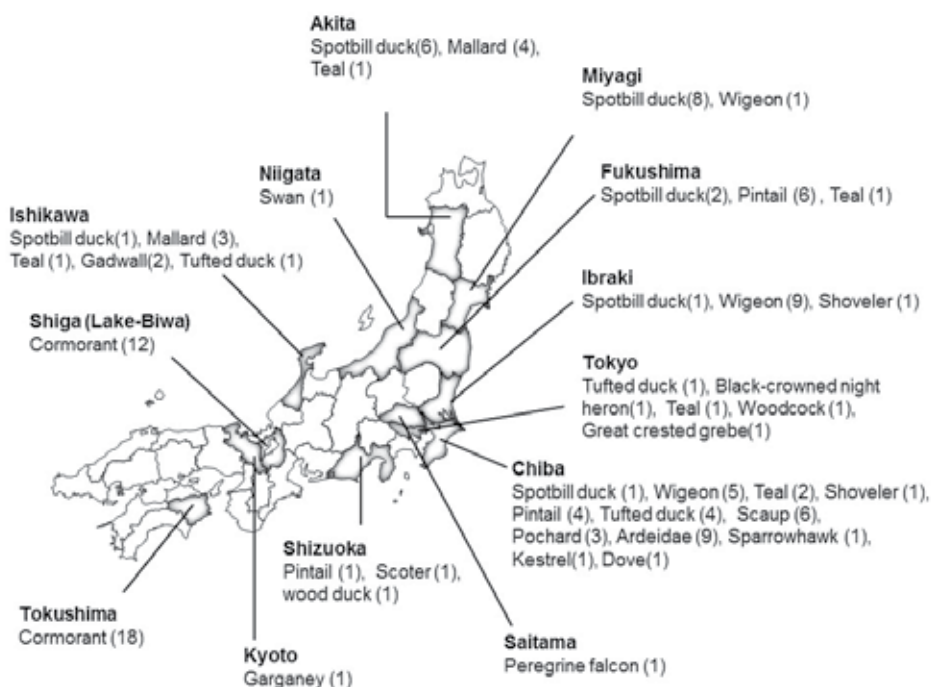 Akita
Spotbill duck(6), Mallard (4),
Teal (1)
Miyagi
Spotbill duck(8), Wigeon (1)
Niigata
Swan (1)
Fukushima
Spotbill duck(2), Pintail (6) , Teal (1)
Ishikawa
Spotbill duck(1), Mallard (3),
Teal (1), Gadwall(2), Tufted duck (1)
Ibraki
Spotbill duck(1), Wigeon(9), Shoveler (1)
Shiga (Lake-Biwa)
Cormorant (12)
Tokyo
Tufted duck (1), Black-crowned night
heron(1), Teal (1), Woodcock (1),
Great crested grebe(1)
Chiba
Spotbill duck (1), Wigeon (5), Teal (2), Shoveler (1),
Pintail (4), Tufted duck (4), Scaup (6),
Pochard (3), Ardeidae (9), Sparrowhawk (1),
Kestrel(1), Dove(1)
Shizuoka
Pintail (1), Scoter (1),
wood duck (1)
Tokushima
Cormorant (18)
Kyoto
Garganey (1)
Saitama
Peregrine falcon (1)